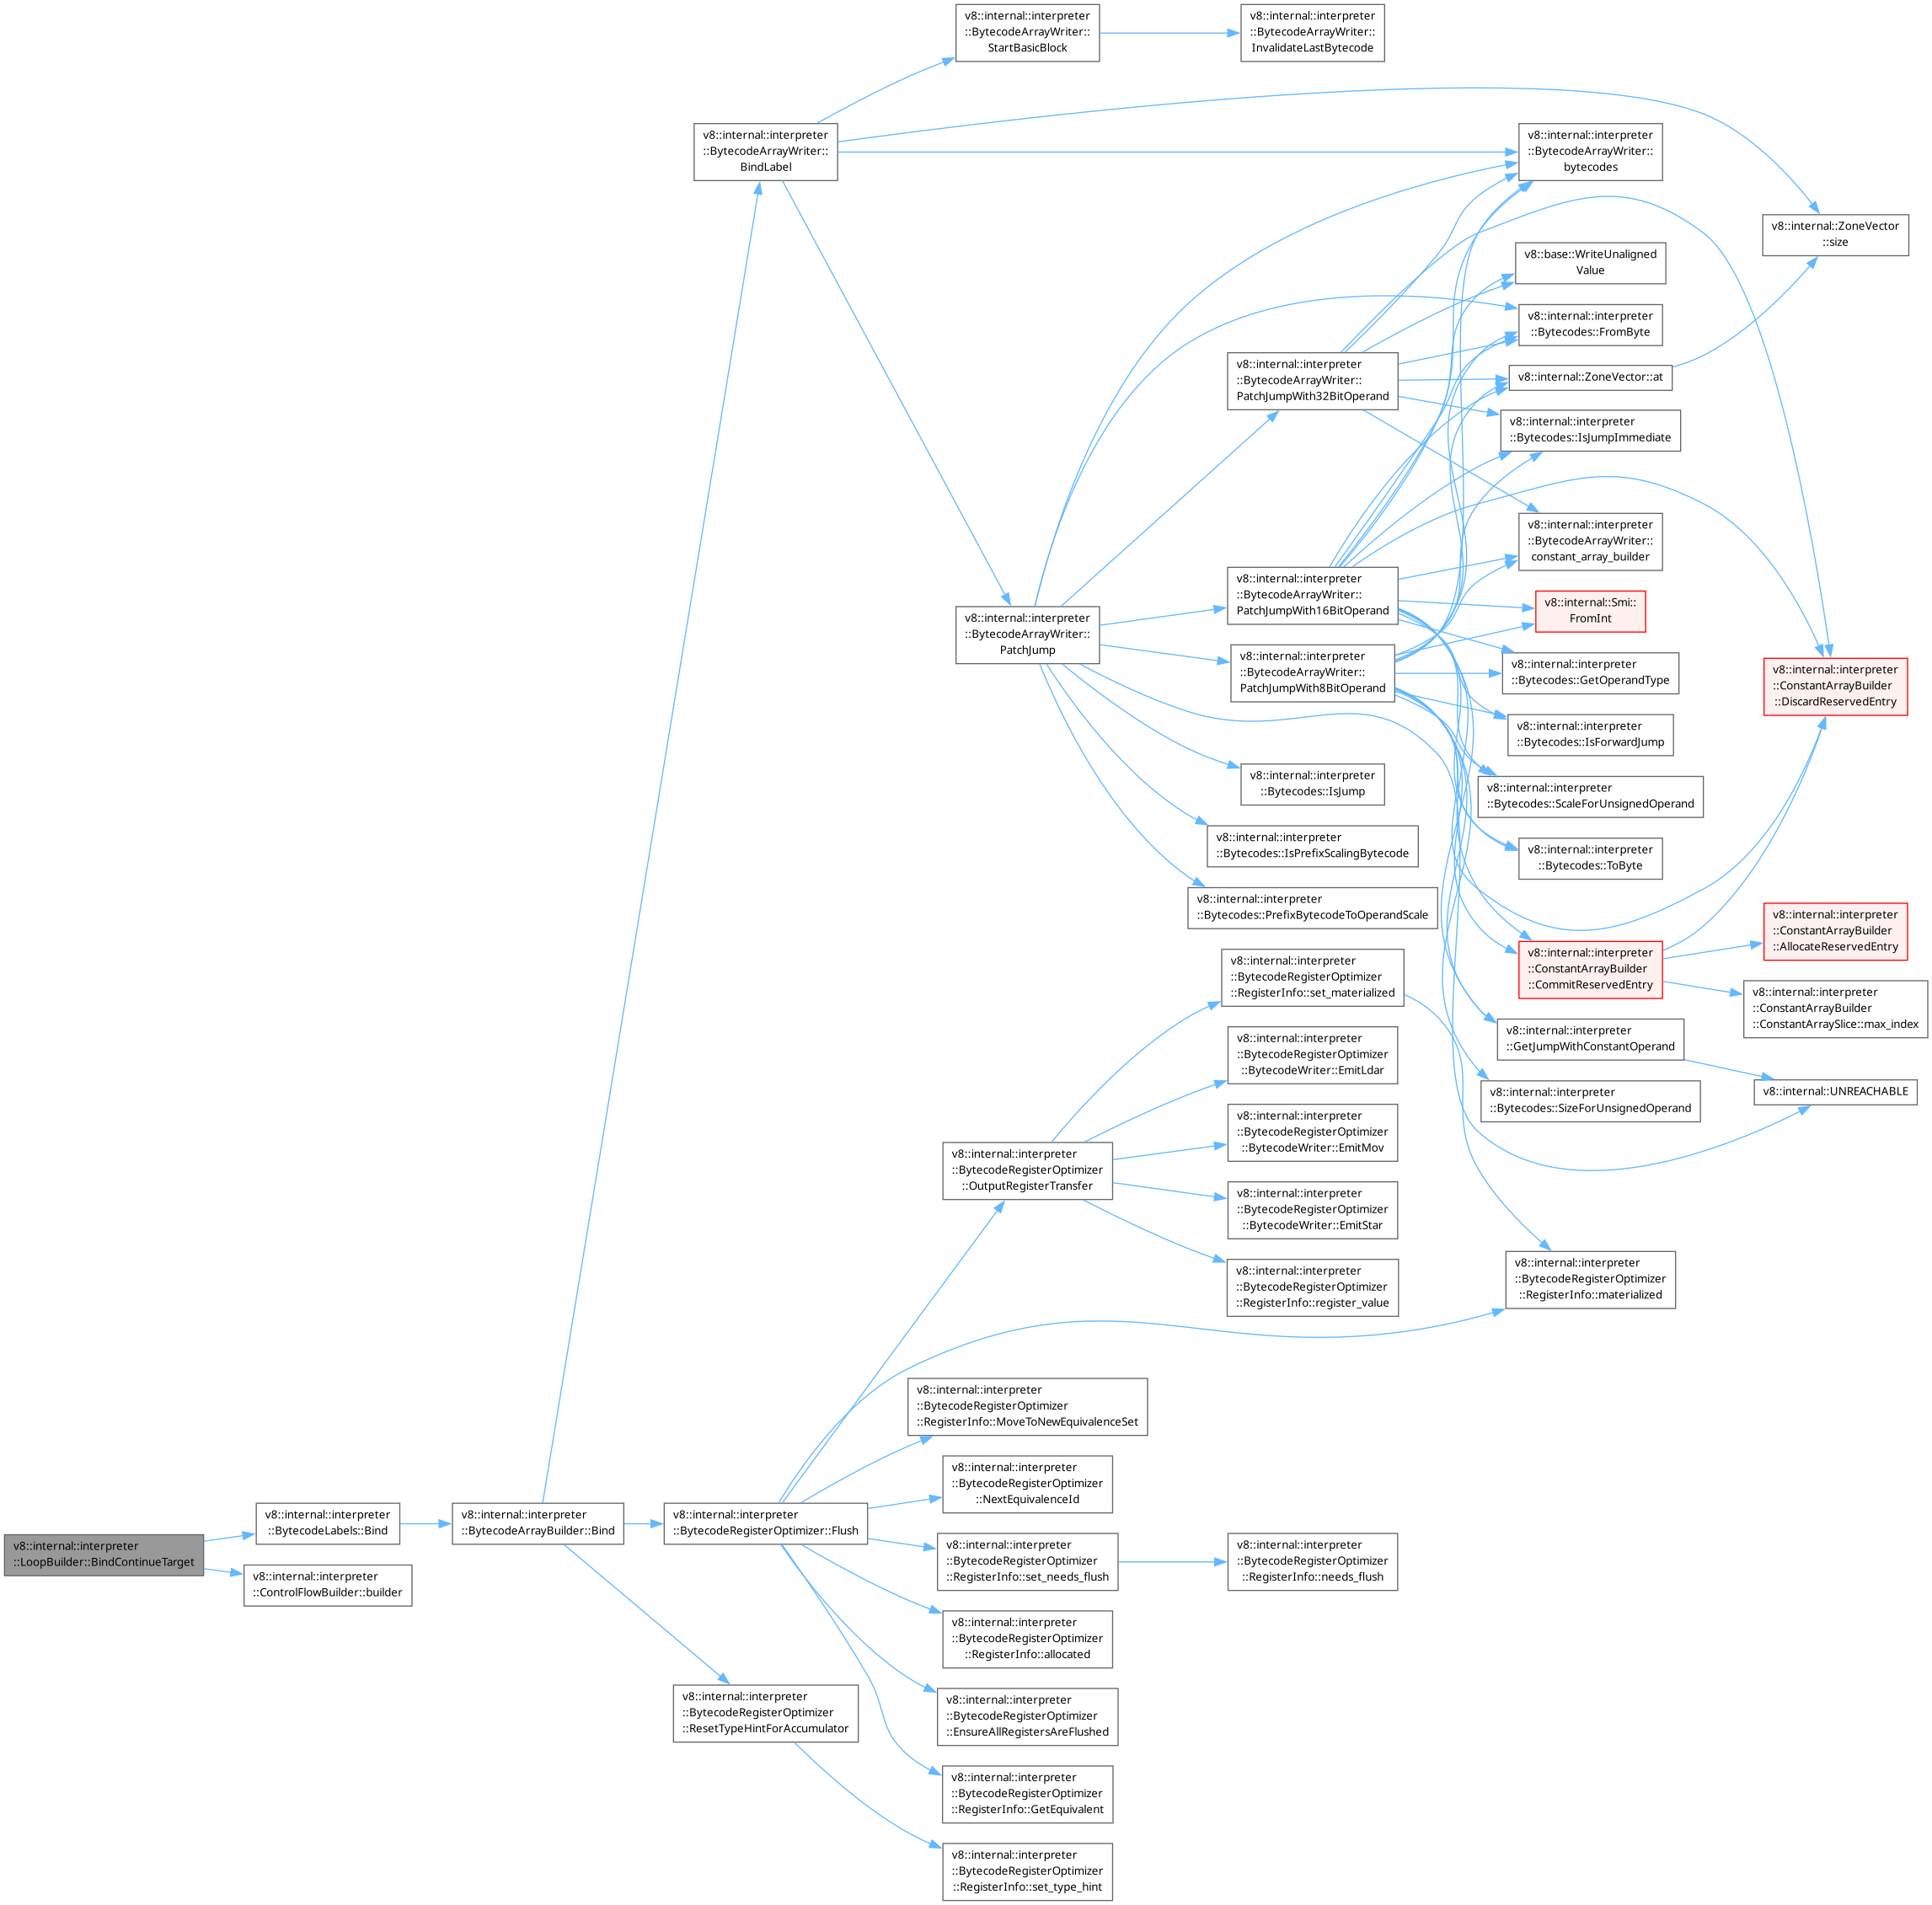 v8::internal::interpreter
::BytecodeArrayWriter::
StartBasicBlock
v8::internal::interpreter
::BytecodeArrayWriter::
InvalidateLastBytecode
v8::internal::interpreter
::BytecodeArrayWriter::
BindLabel
v8::internal::interpreter
::BytecodeArrayWriter::
bytecodes
v8::internal::ZoneVector
::size
v8::base::WriteUnaligned
Value
v8::internal::interpreter
::Bytecodes::FromByte
v8::internal::interpreter
::BytecodeArrayWriter::
PatchJumpWith32BitOperand
v8::internal::ZoneVector::at
v8::internal::interpreter
::Bytecodes::IsJumpImmediate
v8::internal::interpreter
::BytecodeArrayWriter::
constant_array_builder
v8::internal::interpreter
::BytecodeArrayWriter::
PatchJumpWith16BitOperand
v8::internal::Smi::
FromInt
v8::internal::interpreter
::BytecodeArrayWriter::
PatchJump
v8::internal::interpreter
::BytecodeArrayWriter::
PatchJumpWith8BitOperand
v8::internal::interpreter
::Bytecodes::GetOperandType
v8::internal::interpreter
::ConstantArrayBuilder
::DiscardReservedEntry
v8::internal::interpreter
::Bytecodes::IsForwardJump
v8::internal::interpreter
::Bytecodes::IsJump
v8::internal::interpreter
::Bytecodes::ScaleForUnsignedOperand
v8::internal::interpreter
::Bytecodes::IsPrefixScalingBytecode
v8::internal::interpreter
::Bytecodes::ToByte
v8::internal::interpreter
::Bytecodes::PrefixBytecodeToOperandScale
v8::internal::interpreter
::ConstantArrayBuilder
::AllocateReservedEntry
v8::internal::interpreter
::ConstantArrayBuilder
::CommitReservedEntry
v8::internal::interpreter
::BytecodeRegisterOptimizer
::RegisterInfo::set_materialized
v8::internal::interpreter
::ConstantArrayBuilder
::ConstantArraySlice::max_index
v8::internal::interpreter
::GetJumpWithConstantOperand
v8::internal::interpreter
::BytecodeRegisterOptimizer
::BytecodeWriter::EmitLdar
v8::internal::UNREACHABLE
v8::internal::interpreter
::Bytecodes::SizeForUnsignedOperand
v8::internal::interpreter
::BytecodeRegisterOptimizer
::BytecodeWriter::EmitMov
v8::internal::interpreter
::BytecodeRegisterOptimizer
::OutputRegisterTransfer
v8::internal::interpreter
::BytecodeRegisterOptimizer
::BytecodeWriter::EmitStar
v8::internal::interpreter
::BytecodeRegisterOptimizer
::RegisterInfo::register_value
v8::internal::interpreter
::BytecodeRegisterOptimizer
::RegisterInfo::materialized
v8::internal::interpreter
::BytecodeRegisterOptimizer
::RegisterInfo::MoveToNewEquivalenceSet
v8::internal::interpreter
::BytecodeRegisterOptimizer
::NextEquivalenceId
v8::internal::interpreter
::LoopBuilder::BindContinueTarget
v8::internal::interpreter
::BytecodeLabels::Bind
v8::internal::interpreter
::BytecodeArrayBuilder::Bind
v8::internal::interpreter
::BytecodeRegisterOptimizer::Flush
v8::internal::interpreter
::BytecodeRegisterOptimizer
::RegisterInfo::set_needs_flush
v8::internal::interpreter
::BytecodeRegisterOptimizer
::RegisterInfo::needs_flush
v8::internal::interpreter
::ControlFlowBuilder::builder
v8::internal::interpreter
::BytecodeRegisterOptimizer
::RegisterInfo::allocated
v8::internal::interpreter
::BytecodeRegisterOptimizer
::ResetTypeHintForAccumulator
v8::internal::interpreter
::BytecodeRegisterOptimizer
::EnsureAllRegistersAreFlushed
v8::internal::interpreter
::BytecodeRegisterOptimizer
::RegisterInfo::GetEquivalent
v8::internal::interpreter
::BytecodeRegisterOptimizer
::RegisterInfo::set_type_hint